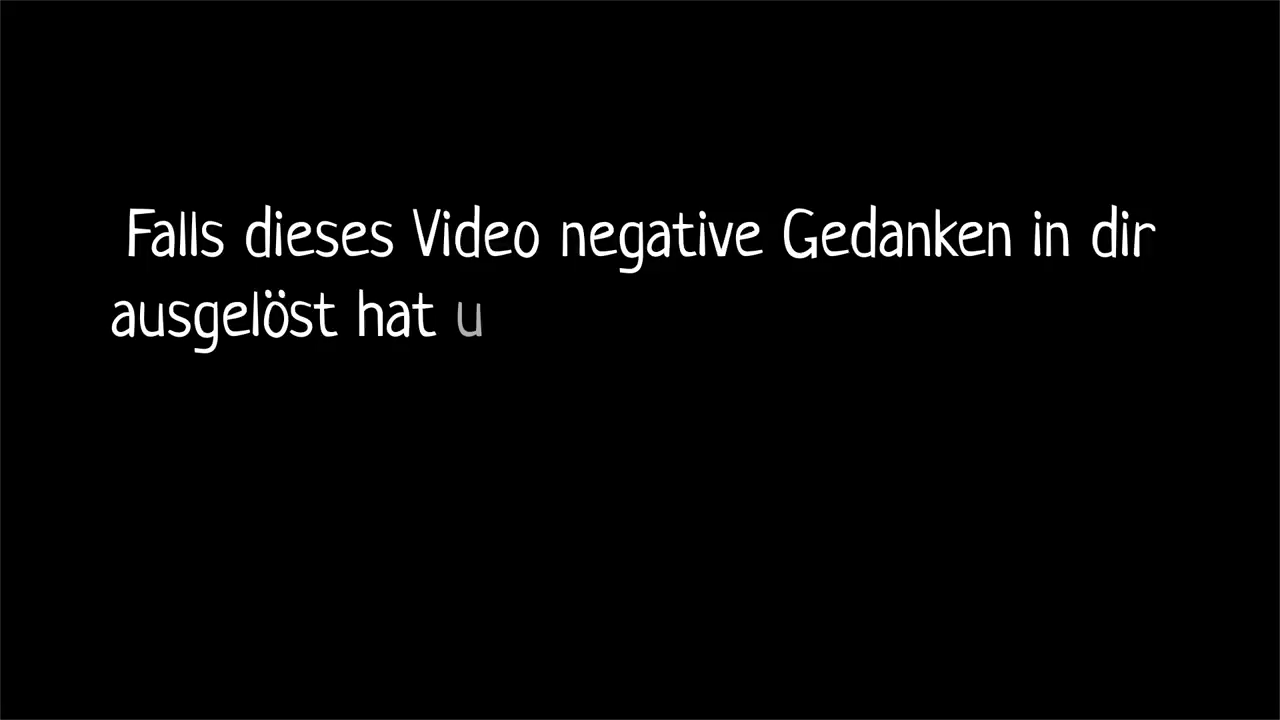 Falls dieses Video negative Gedanken in dir
ausgelöst hat u